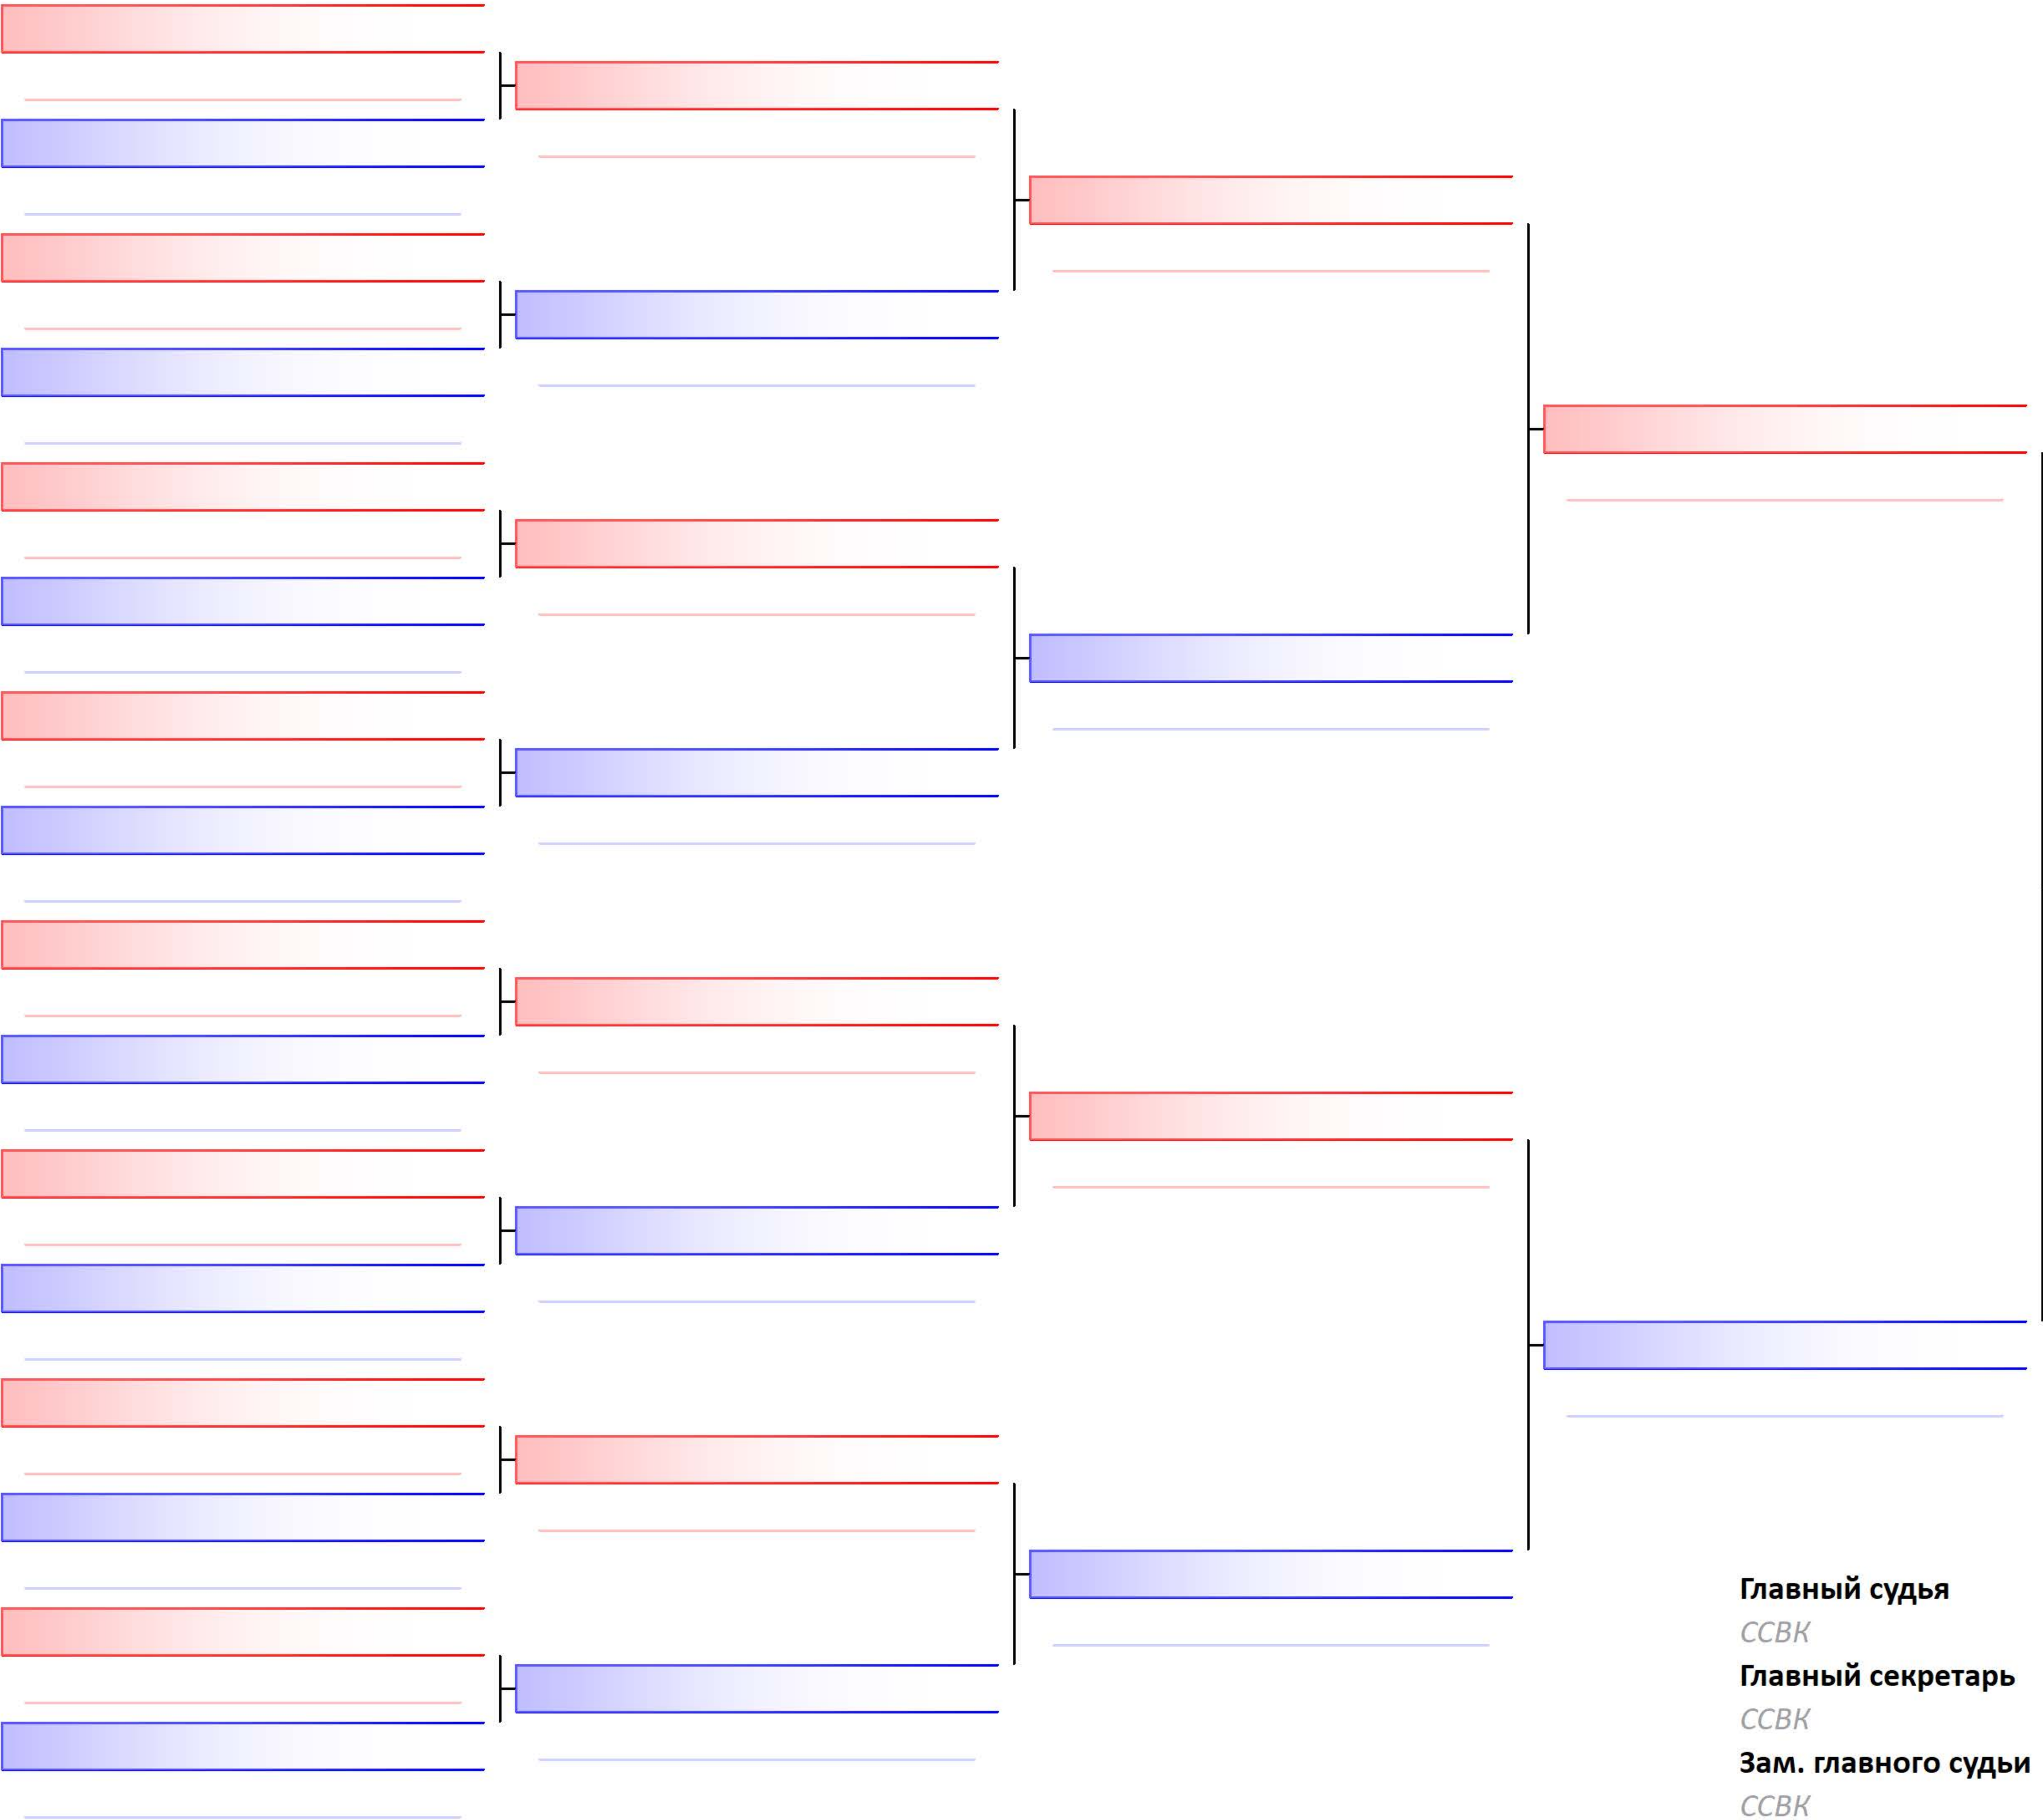 Главный судья
ССВК
Главный секретарь
ССВК
Зам. главного судьи
ССВК